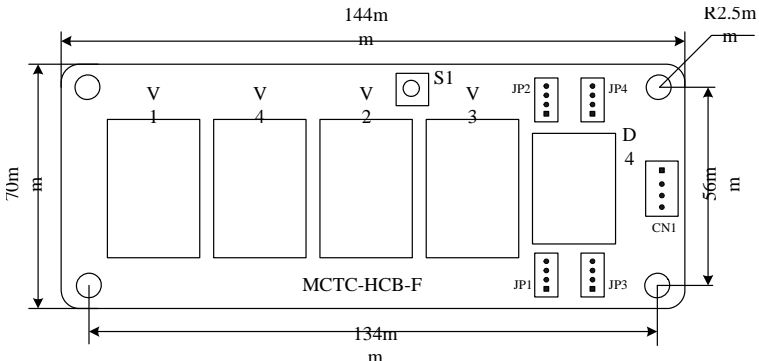 144m
m
R2.5m
m
S1
JP2
JP4
V
1
V
4
V
2
V
3
D
4
70m
m
56m
m
CN1
MCTC-HCB-F
JP1
JP3
134m
m